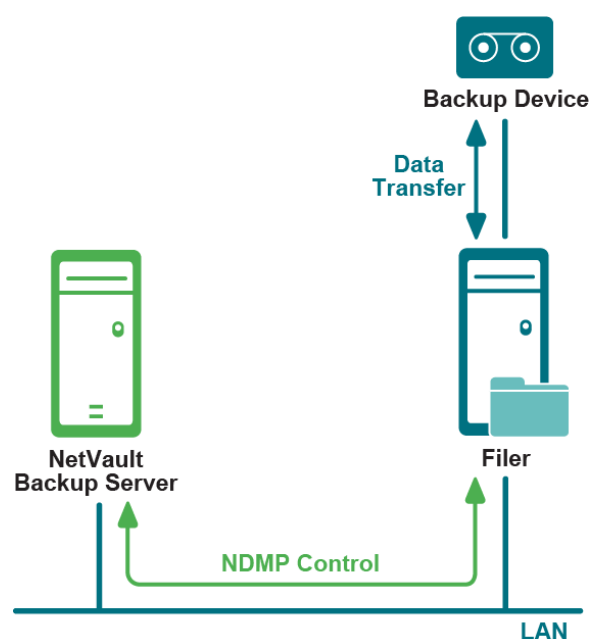 Backup Device
Data
Transfer
NetVault
Backup Server
Filer
NDMP Control
LAN